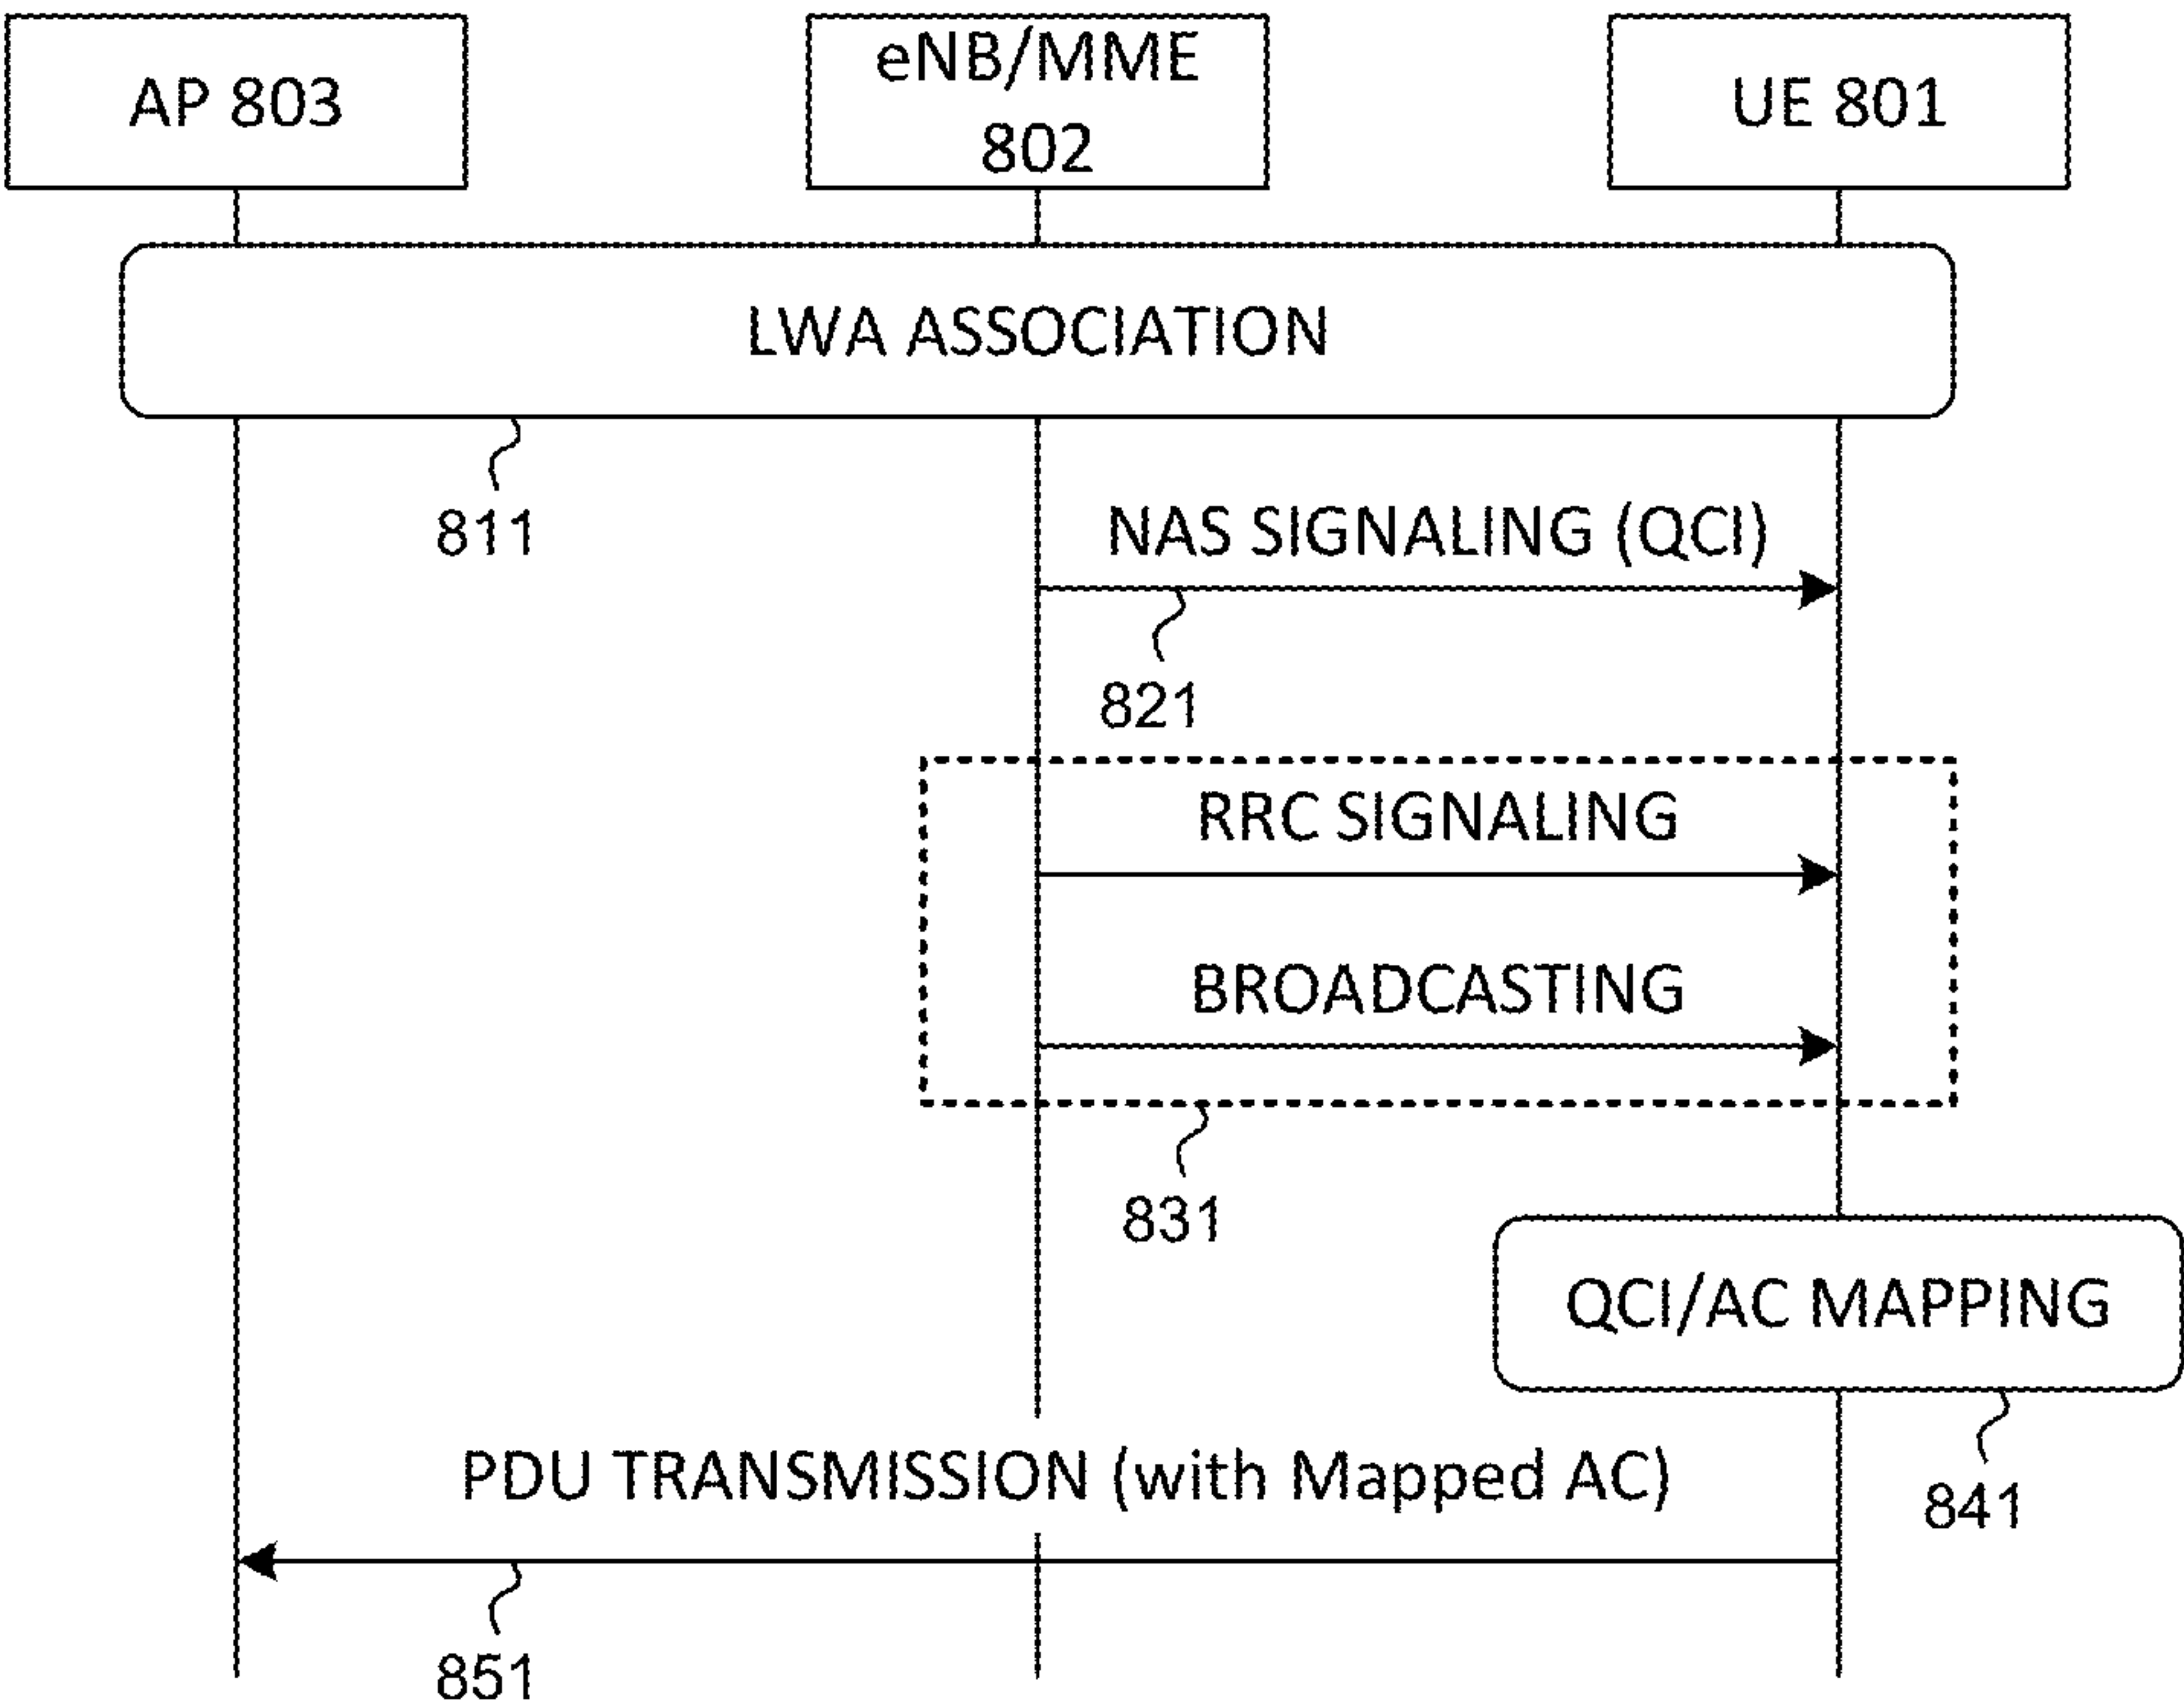 AP 803
eNB/MME
802
UE 801
LWA ASSOCIATION
811
NAS SIGNALING (QCI)
821
RRC SIGNALING
BROADCASTING
831
QCI/AC MAPPING
841
PDU TRANSMISSION (with Mapped AC)
851